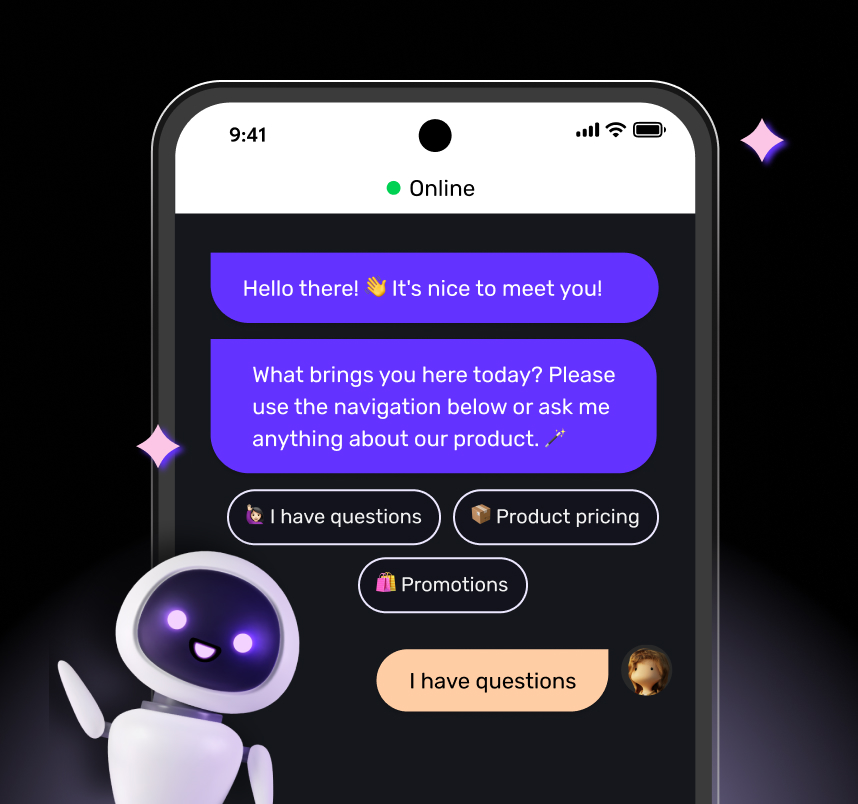 9:41
Online
Hello there! 👋 It's nice to meet you!
What brings you here today? Please
use the navigation below or ask me
anything about our product. 🪄
🙋🏻‍♀️ I have questions
📦 Product pricing
🛍️ Promotions
I have questions